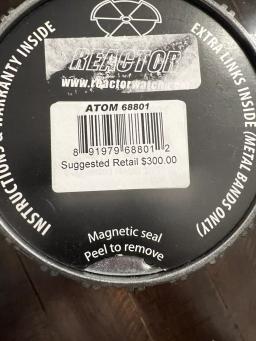 REACTOR
www.reactorwatch
ATOM 68801
8 91979 68801 2
Suggested Retail $300.00
INSTRUCTIONS & WARRANTY INSIDE
EXTRA LINKS INSIDE (METAL BANDS ONLY)
Magnetic seal
Peel to remove